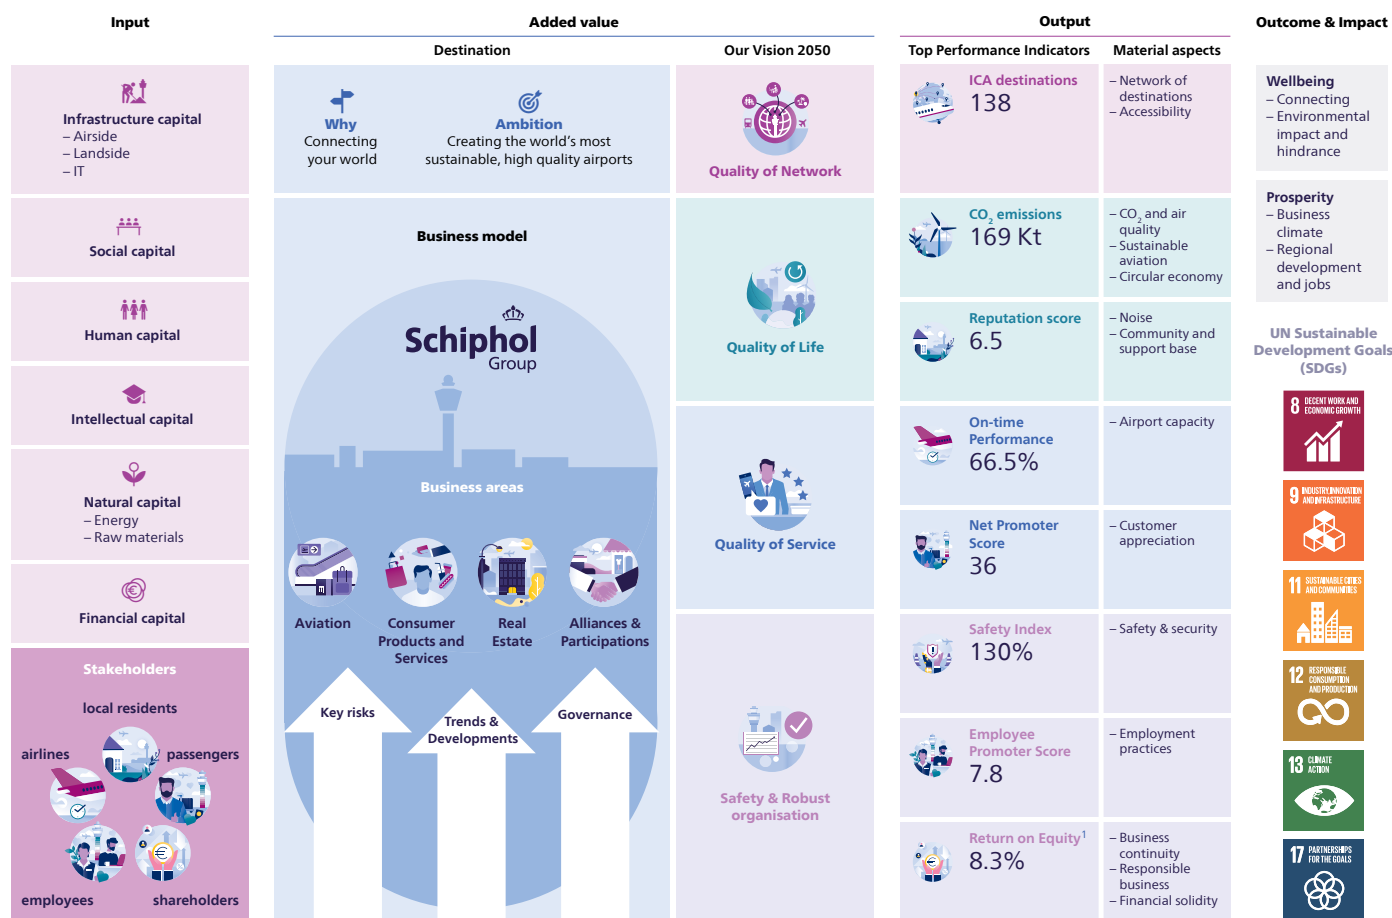 Input
Infrastructure capital
– Airside
– Landside
– IT
Social capital
Human capital
Intellectual capital
Natural capital
– Energy
– Raw materials
Financial capital
Stakeholders
local residents
airlines
passengers
employees
shareholders
Added value
Destination
Our Vision 2050
Why
Connecting
your world
Ambition
Creating the world's most
sustainable, high quality airports
Business model
Schiphol
Group
Business areas
Aviation
Consumer
Products and
Services
Real
Estate
Alliances &
Participations
Key risks
Trends &
Developments
Governance
Quality of Network
Quality of Life
Quality of Service
Safety & Robust
organisation
Output
Top Performance Indicators
Material aspects
ICA destinations
138
– Network of
destinations
– Accessibility
CO2 emissions
169 Kt
– CO2 and air
quality
– Sustainable
aviation
– Circular economy
Reputation score
6.5
– Noise
– Community and
support base
On-time
Performance
66.5%
– Airport capacity
Net Promoter
Score
36
– Customer
appreciation
Safety Index
130%
– Safety & security
Employee
Promoter Score
7.8
– Employment
practices
Return on Equity1
8.3%
– Business
continuity
– Responsible
business
– Financial solidity
Outcome & Impact
Wellbeing
– Connecting
– Environmental
impact and
hindrance
Prosperity
– Business
climate
– Regional
development
and jobs
UN Sustainable
Development Goals
(SDGs)
8 DECENT WORK AND
ECONOMIC GROWTH
9 INDUSTRY, INNOVATION
AND INFRASTRUCTURE
11 SUSTAINABLE CITIES
AND COMMUNITIES
12 RESPONSIBLE
CONSUMPTION
AND PRODUCTION
13 CLIMATE
ACTION
17 PARTNERSHIPS
FOR THE GOALS